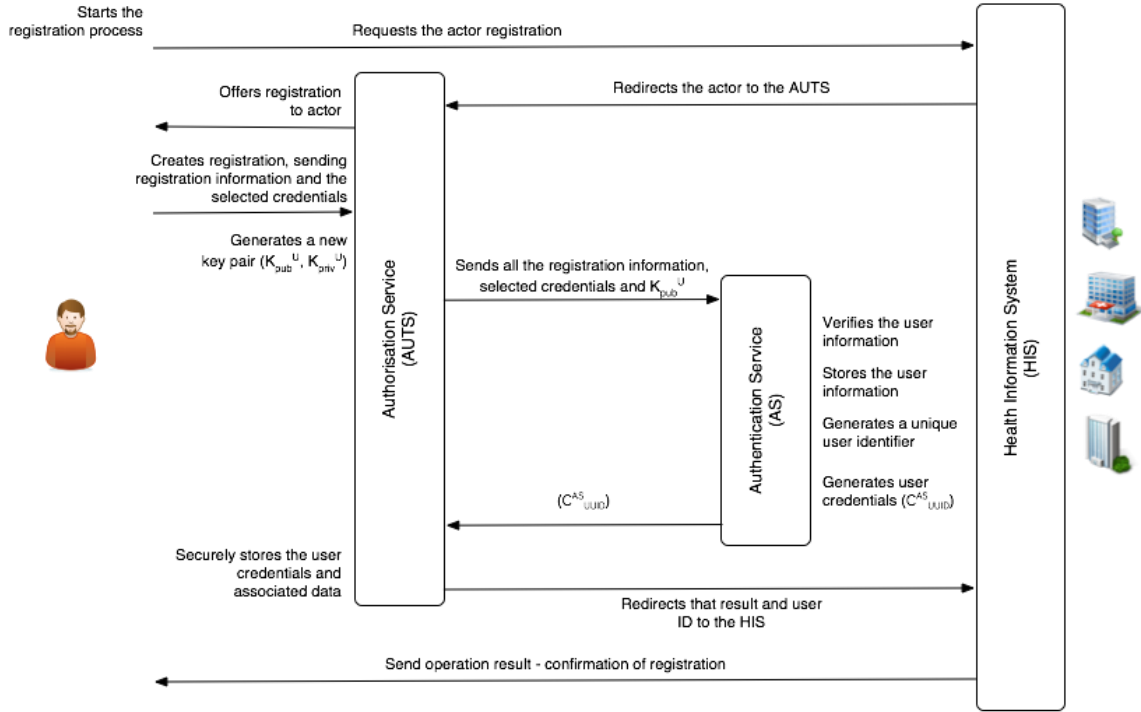 Starts the
registration process
Requests the actor registration
Redirects the actor to the AUTS
Offers registration
to actor
Creates registration, sending
registration information and the
selected credentials
Generates a new
key pair (K_pub^U, K_priv^U)
Authorisation Service
(AUTS)
Sends all the registration information,
selected credentials and K_pub^U
Authentication Service
(AS)
Verifies the user
information
Stores the user
information
Generates a unique
user identifier
Generates user
credentials (C^AS_UUID)
Health Information System
(HIS)
(C^AS_UUID)
Securely stores the user
credentials and
associated data
Redirects that result and user
ID to the HIS
Send operation result - confirmation of registration